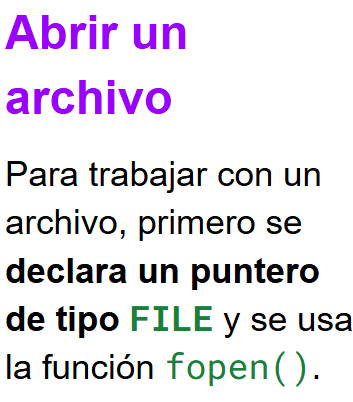 Abrir un
archivo
Para trabajar con un
archivo, primero se
declara un puntero
de tipo FILE y se usa
la función fopen().